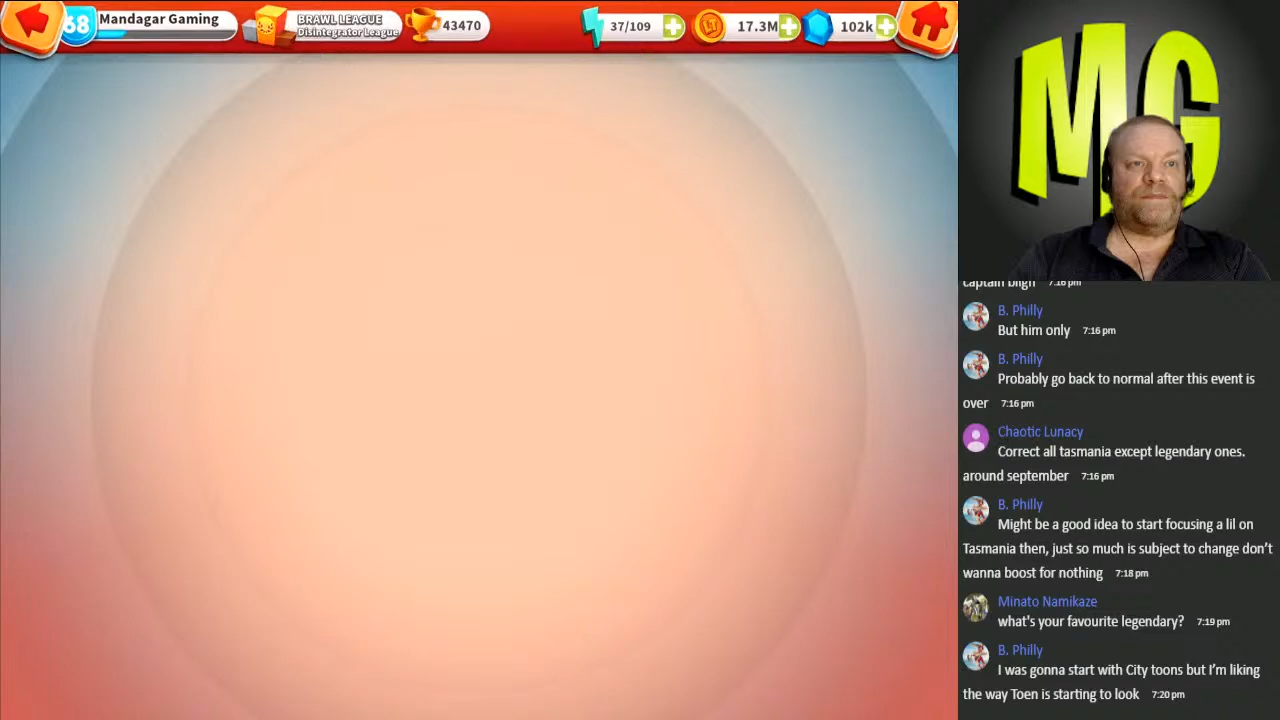 68 Mandagar Gaming
BRAWL LEAGUE
Disintegrator League
43470
37/109
17.3M
102k
MG
captain bligh 7:16 pm
B. Philly
But him only 7:16 pm
B. Philly
Probably go back to normal after this event is
over 7:16 pm
Chaotic Lunacy
Correct all tasmania except legendary ones.
around september 7:16 pm
B. Philly
Might be a good idea to start focusing a lil on
Tasmania then, just so much is subject to change don’t
wanna boost for nothing 7:18 pm
Minato Namikaze
what's your favourite legendary? 7:19 pm
B. Philly
I was gonna start with City toons but I’m liking
the way Toen is starting to look 7:20 pm